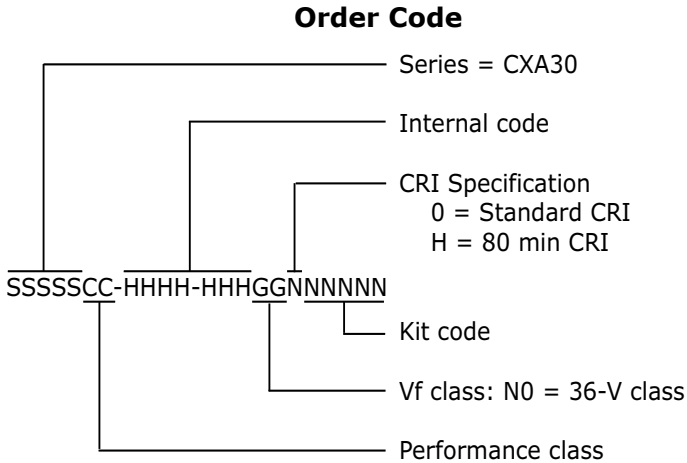 Order Code
Series = CXA30
Internal code
CRI Specification
0 = Standard CRI
H = 80 min CRI
SSSSSCC-HHHH-HHHGGNNNNNN
Kit code
Vf class: N0 = 36-V class
Performance class